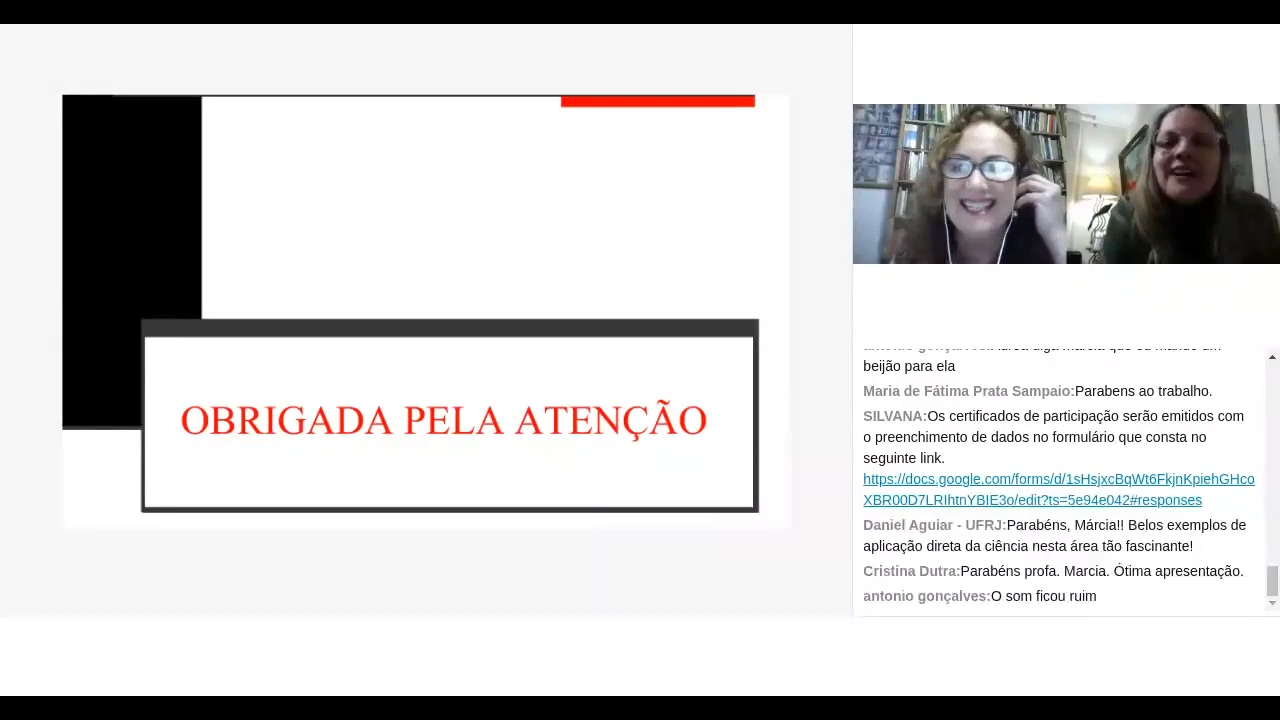 OBRIGADA PELA ATENÇÃO
beijão para ela
Maria de Fátima Prata Sampaio:Parabens ao trabalho.
SILVANA:Os certificados de participação serão emitidos com
o preenchimento de dados no formulário que consta no
seguinte link.
https://docs.google.com/forms/d/1sHsjxcBqWt6FkjnKpiehGHco
XBR00D7LRIhtnYBIE3o/edit?ts=5e94e042#responses
Daniel Aguiar - UFRJ:Parabéns, Márcia!! Belos exemplos de
aplicação direta da ciência nesta área tão fascinante!
Cristina Dutra:Parabéns profa. Marcia. Ótima apresentação.
antonio gonçalves:O som ficou ruim